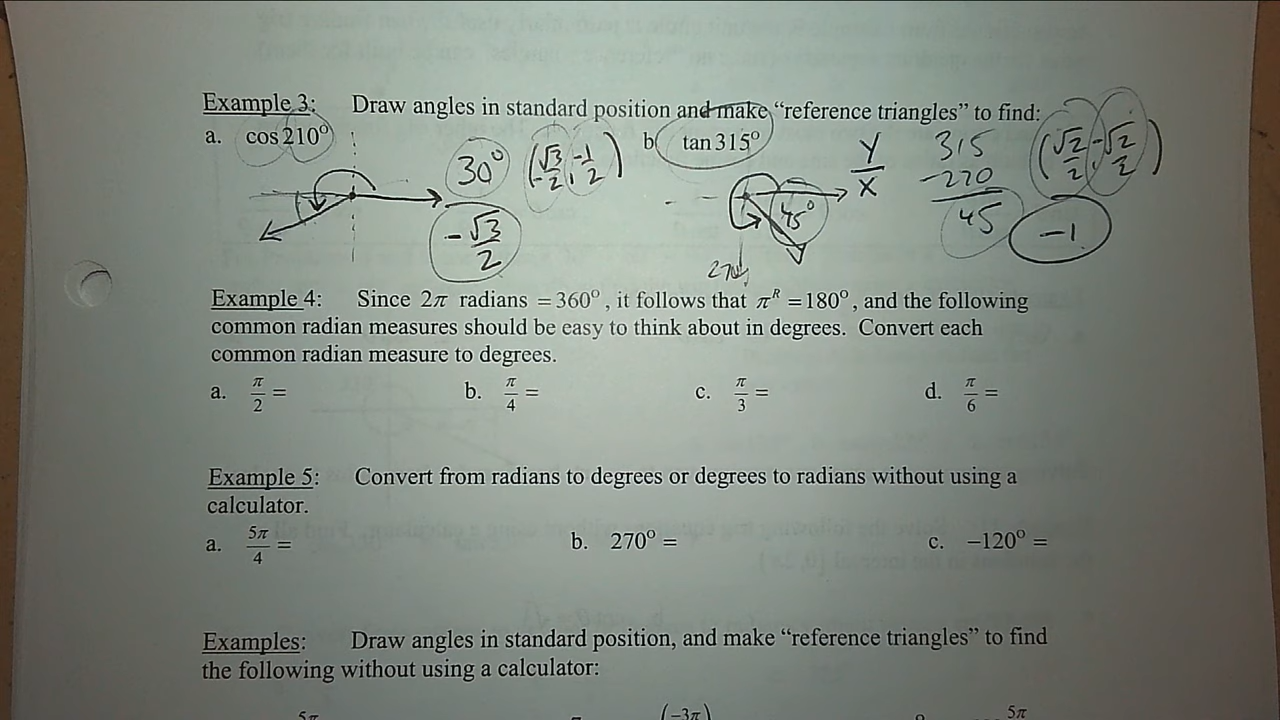 Example 3: Draw angles in standard position and make "reference triangles" to find:
a. cos 210° b. tan 315°
30° (-√3/2, -1/2) Y/X 315 (√2/2, -√2/2)
-270
-√3/2 45° 45 -1
270
Example 4: Since 2π radians = 360°, it follows that π^R = 180°, and the following
common radian measures should be easy to think about in degrees. Convert each
common radian measure to degrees.
a. π/2 = b. π/4 = c. π/3 = d. π/6 =
Example 5: Convert from radians to degrees or degrees to radians without using a
calculator.
a. 5π/4 = b. 270° = c. −120° =
Examples: Draw angles in standard position, and make "reference triangles" to find
the following without using a calculator:
5π (−3π) 5π